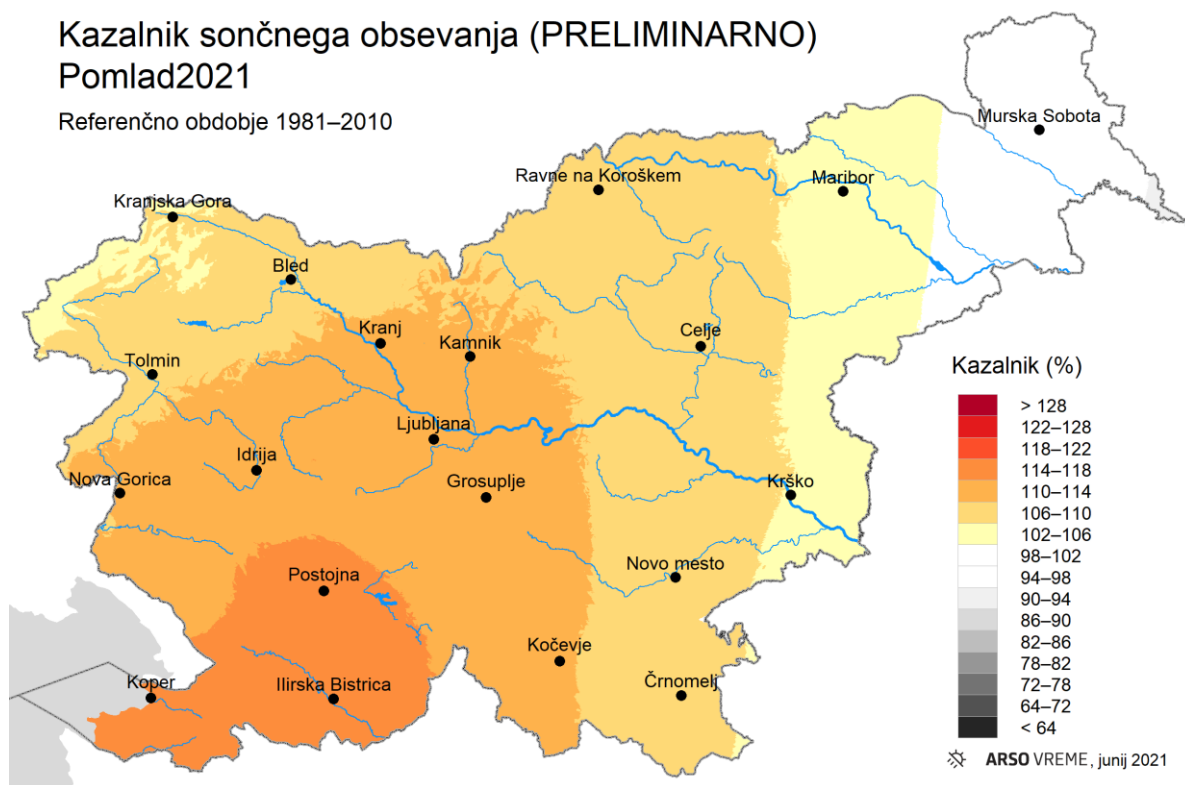 Kazalnik sončnega obsevanja (PRELIMINARNO)
Pomlad2021
Referenčno obdobje 1981–2010
Murska Sobota
Ravne na Koroškem
Maribor
Kranjska Gora
Bled
Kranj
Kamnik
Celje
Tolmin
Ljubljana
Idrija
Nova Gorica
Grosuplje
Krško
Postojna
Novo mesto
Kočevje
Koper
Ilirska Bistrica
Črnomelj
Kazalnik (%)
> 128
122–128
118–122
114–118
110–114
106–110
102–106
98–102
94–98
90–94
86–90
82–86
78–82
72–78
64–72
< 64
ARSO VREME, junij 2021